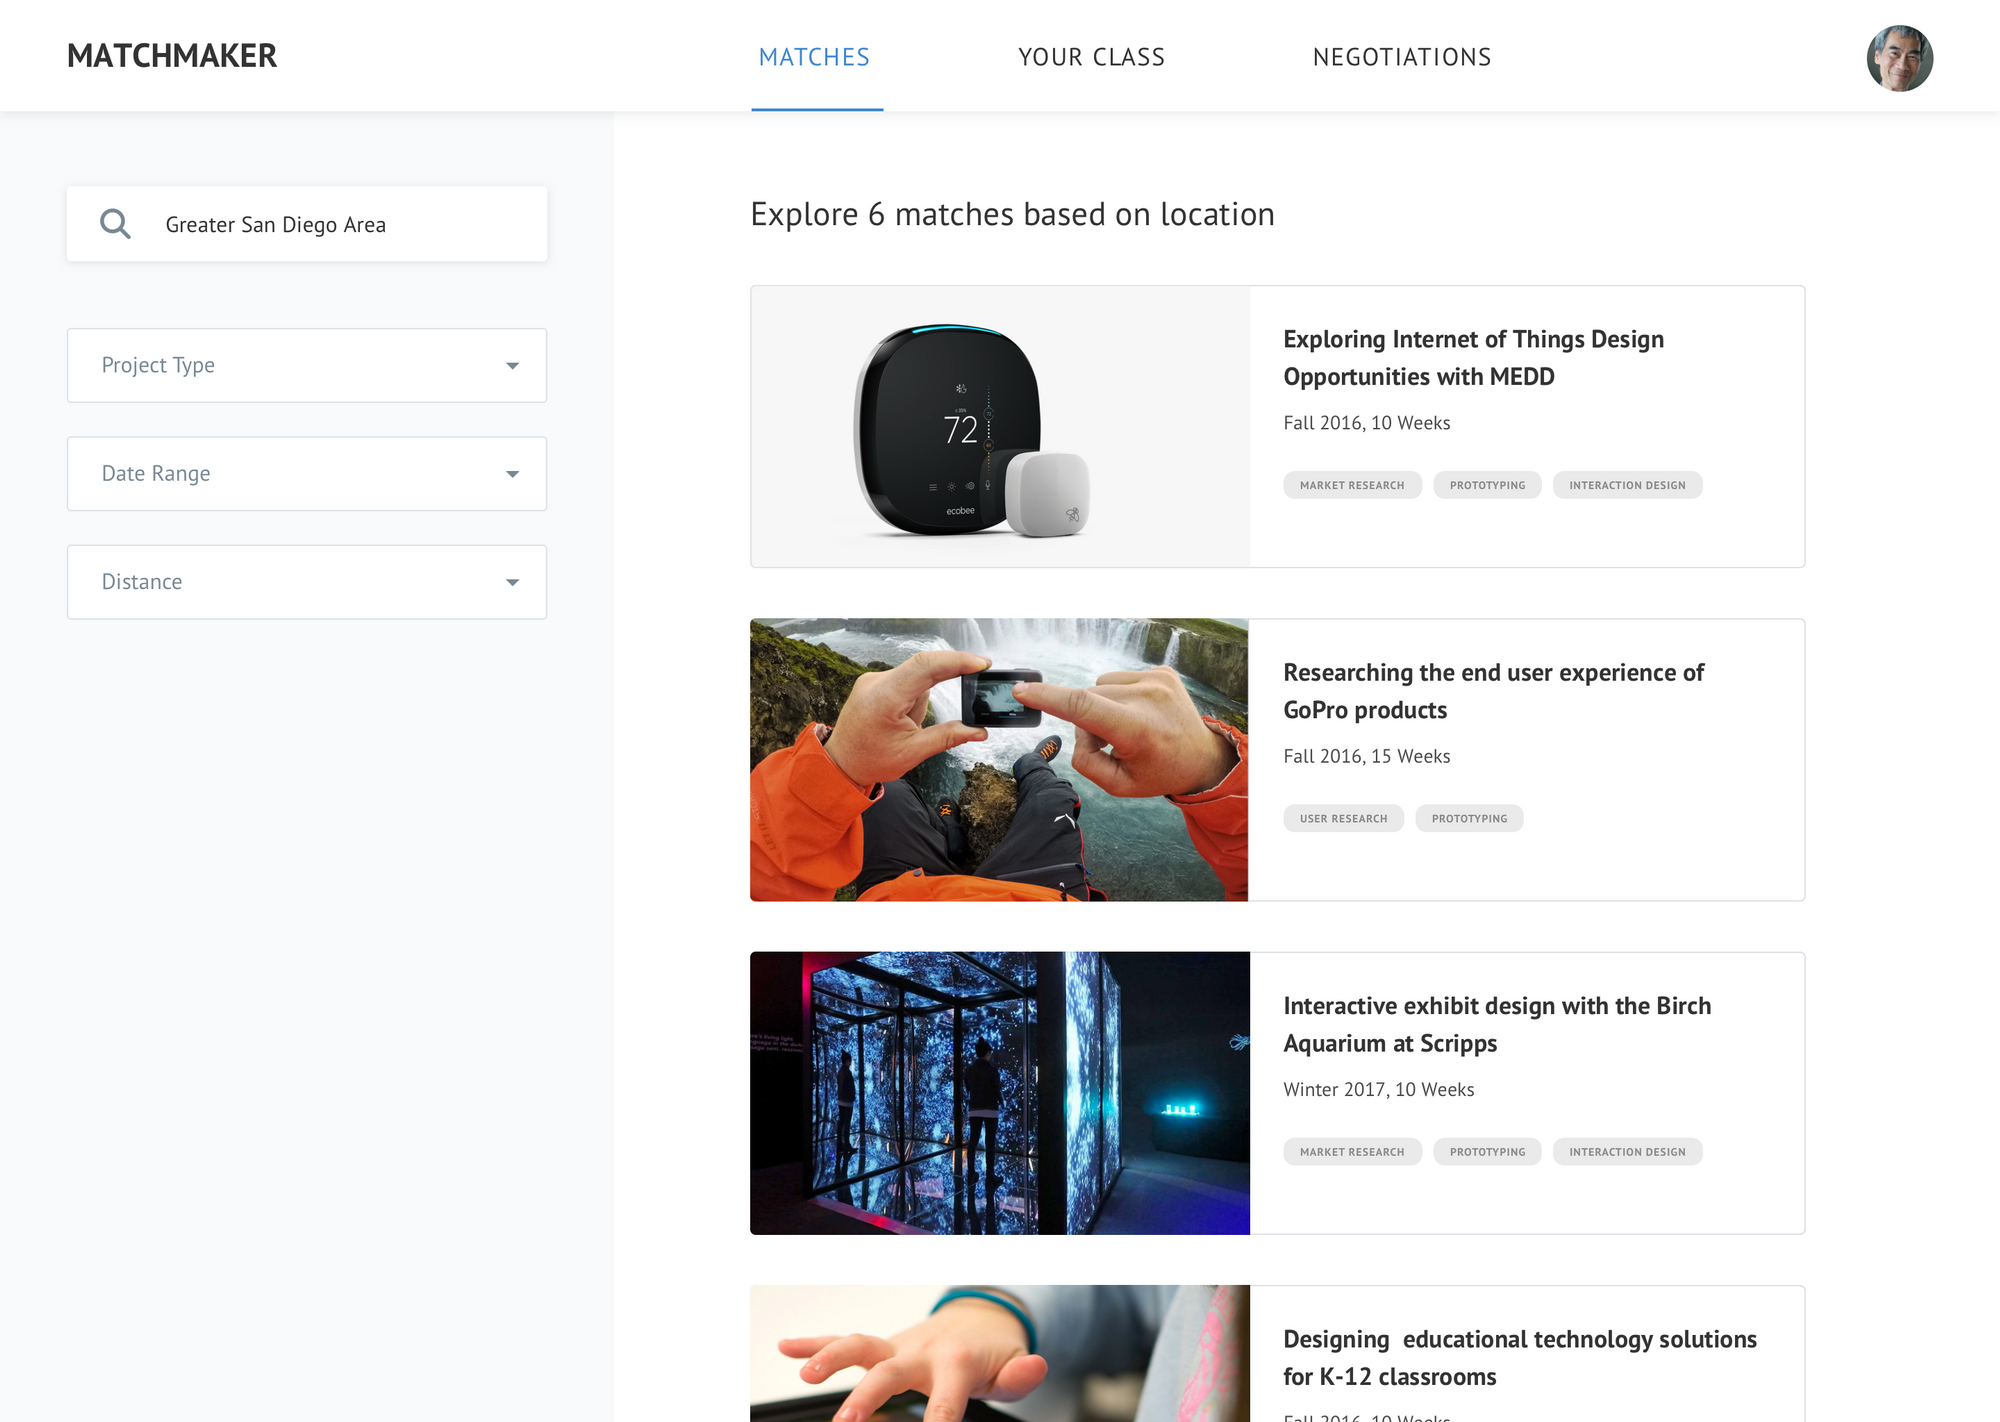 MATCHMAKER
MATCHES
YOUR CLASS
NEGOTIATIONS
Greater San Diego Area
Project Type
Date Range
Distance
Explore 6 matches based on location
72
ecobee
Exploring Internet of Things Design
Opportunities with MEDD
Fall 2016, 10 Weeks
MARKET RESEARCH
PROTOTYPING
INTERACTION DESIGN
Researching the end user experience of
GoPro products
Fall 2016, 15 Weeks
USER RESEARCH
PROTOTYPING
Interactive exhibit design with the Birch
Aquarium at Scripps
Winter 2017, 10 Weeks
MARKET RESEARCH
PROTOTYPING
INTERACTION DESIGN
Designing  educational technology solutions
for K-12 classrooms
Fall 2016, 10 Weeks